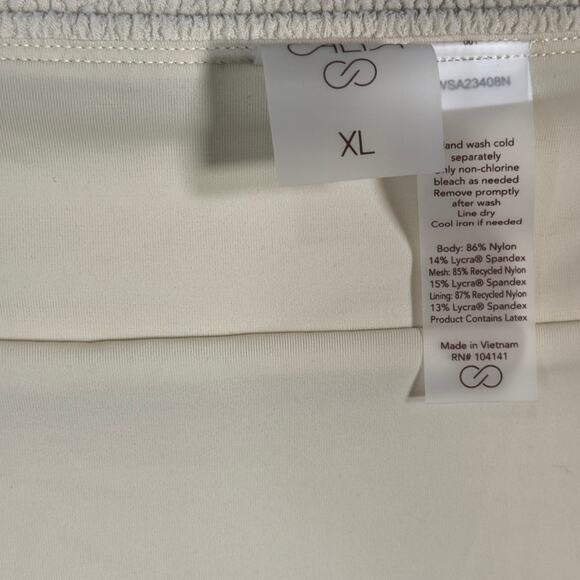 XL
001
WSA23408N
and wash cold
separately
only non-chlorine
bleach as needed
Remove promptly
after wash
Line dry
Cool iron if needed
Body: 86% Nylon
14% Lycra® Spandex
Mesh: 85% Recycled Nylon
15% Lycra® Spandex
Lining: 87% Recycled Nylon
13% Lycra® Spandex
Product Contains Latex
Made in Vietnam
RN# 104141